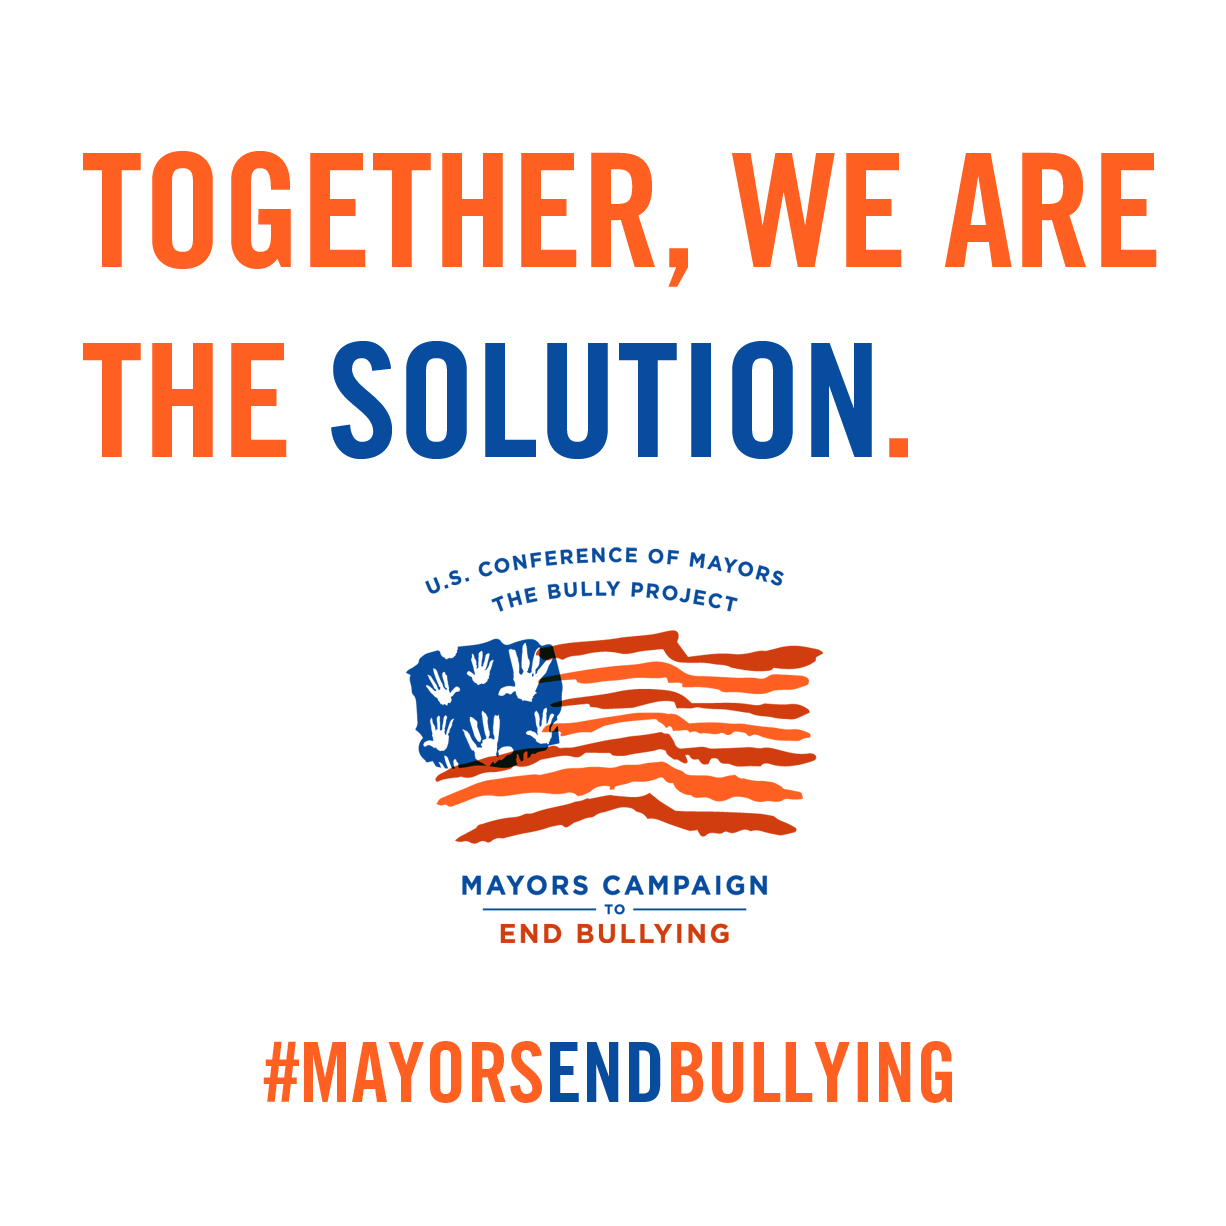 TOGETHER, WE ARE
THE SOLUTION.
U.S. CONFERENCE OF MAYORS
THE BULLY PROJECT
MAYORS CAMPAIGN
TO
END BULLYING
#MAYORSENDBULLYING